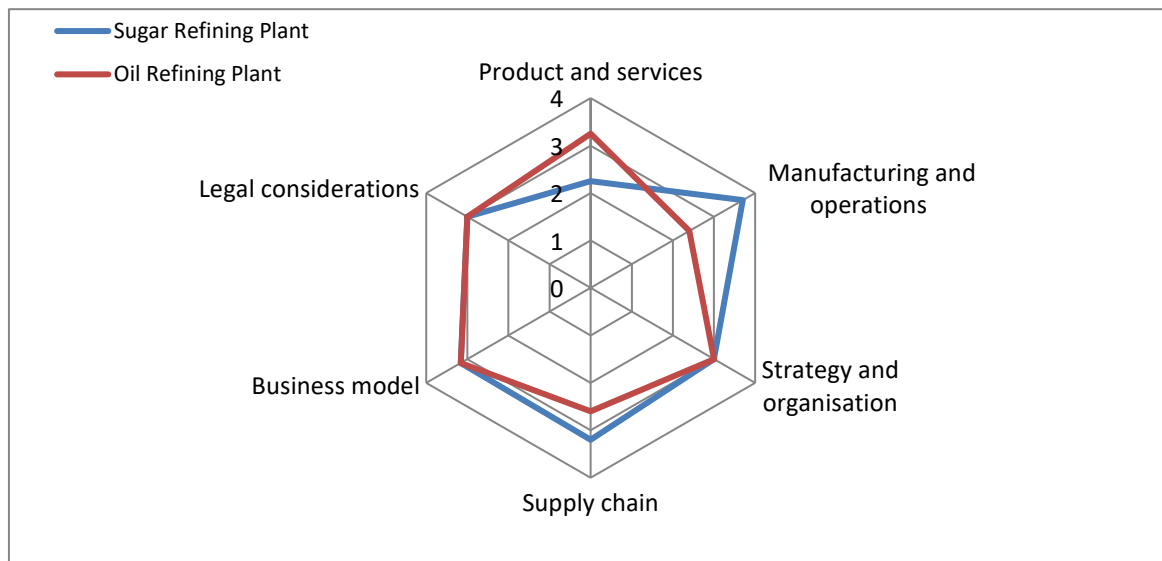 Sugar Refining Plant
Oil Refining Plant
Product and services
4
3
2
1
0
Manufacturing and
operations
Strategy and
organisation
Supply chain
Business model
Legal considerations